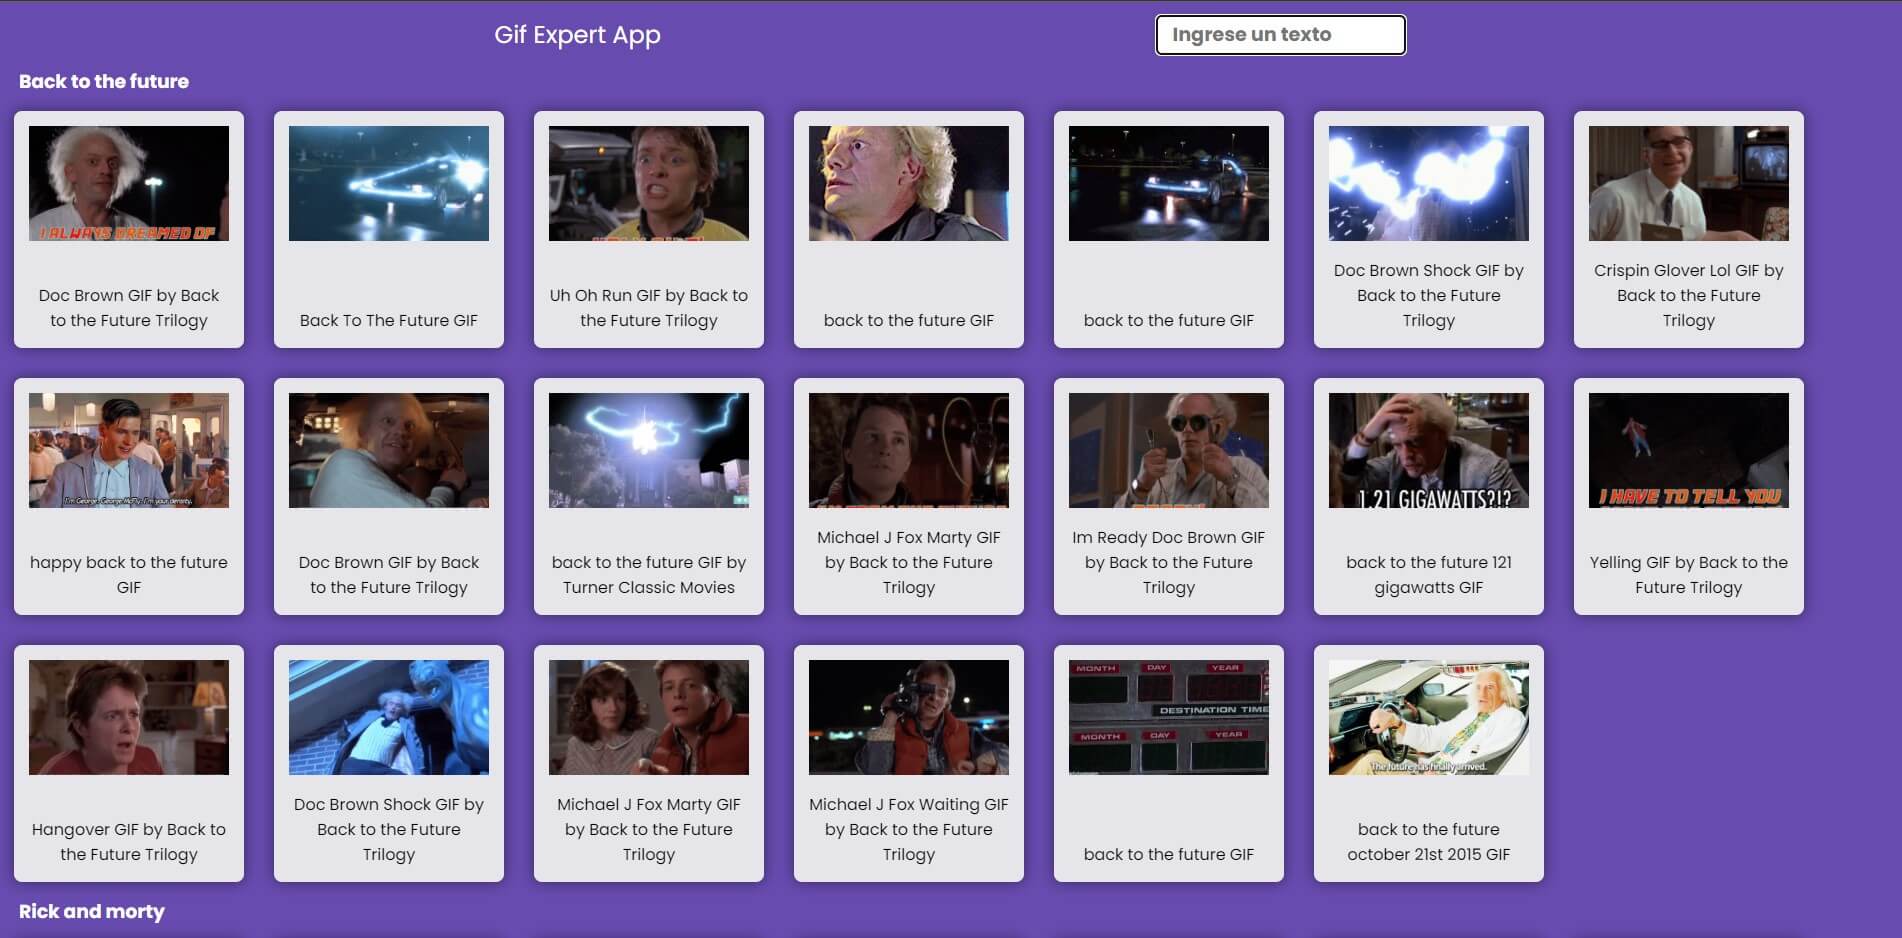 Gif Expert App
Ingrese un texto
Back to the future
I ALWAYS DREAMED OF
Doc Brown GIF by Back
to the Future Trilogy
Back To The Future GIF
Uh Oh Run GIF by Back to
the Future Trilogy
back to the future GIF
back to the future GIF
Doc Brown Shock GIF by
Back to the Future
Trilogy
Crispin Glover Lol GIF by
Back to the Future
Trilogy
I'm George, George McFly. I'm your density.
happy back to the future
GIF
Doc Brown GIF by Back
to the Future Trilogy
back to the future GIF by
Turner Classic Movies
Michael J Fox Marty GIF
by Back to the Future
Trilogy
Im Ready Doc Brown GIF
by Back to the Future
Trilogy
1.21 GIGAWATTS?!?
back to the future 121
gigawatts GIF
I HAVE TO TELL YOU
Yelling GIF by Back to the
Future Trilogy
Hangover GIF by Back to
the Future Trilogy
Doc Brown Shock GIF by
Back to the Future
Trilogy
Michael J Fox Marty GIF
by Back to the Future
Trilogy
Michael J Fox Waiting GIF
by Back to the Future
Trilogy
MONTH DAY YEAR
DESTINATION TIME
MONTH DAY YEAR
back to the future GIF
The future has finally arrived.
back to the future
october 21st 2015 GIF
Rick and morty